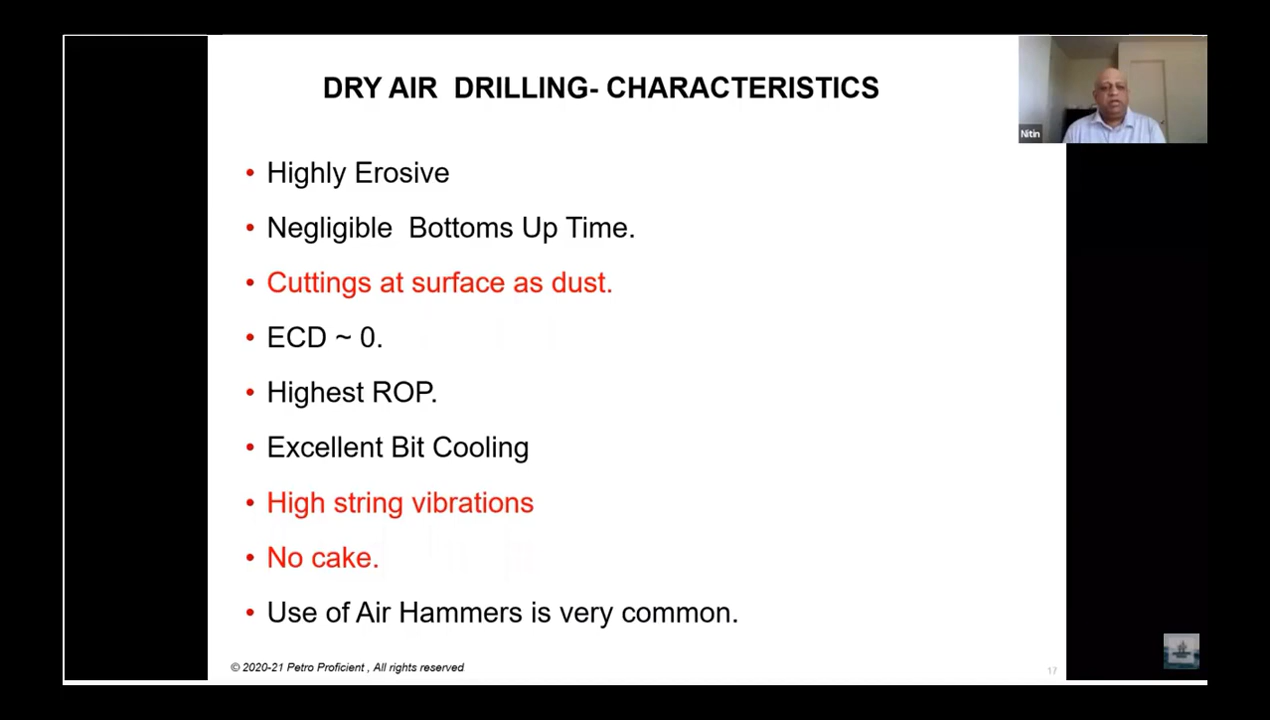 DRY AIR DRILLING- CHARACTERISTICS
Nitin
• Highly Erosive
• Negligible Bottoms Up Time.
• Cuttings at surface as dust.
• ECD ~ 0.
• Highest ROP.
• Excellent Bit Cooling
• High string vibrations
• No cake.
• Use of Air Hammers is very common.
© 2020-21 Petro Proficient , All rights reserved
17